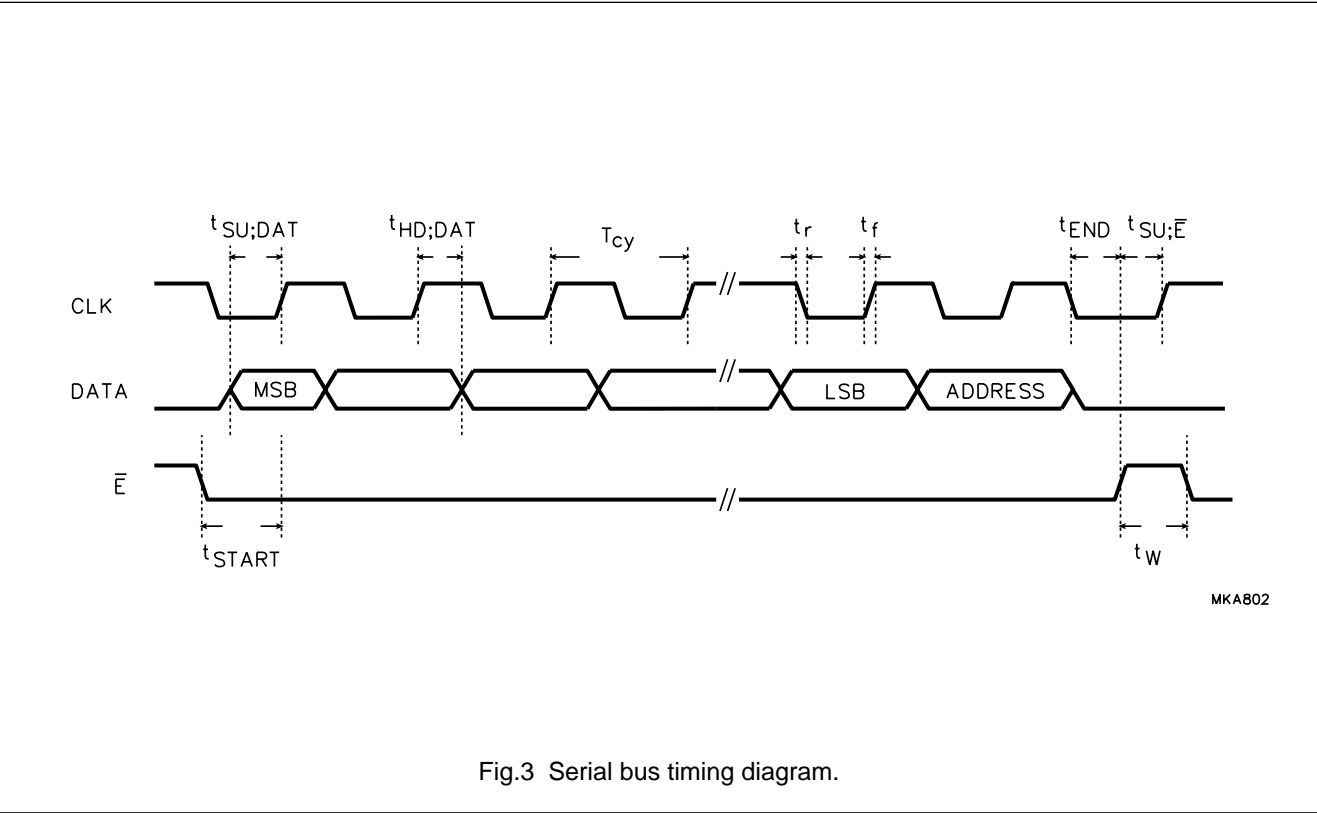 tSU;DAT tHD;DAT Tcy tr tf tEND tSU;E̅
CLK
DATA MSB LSB ADDRESS
E̅
tSTART tW
MKA802
Fig.3 Serial bus timing diagram.